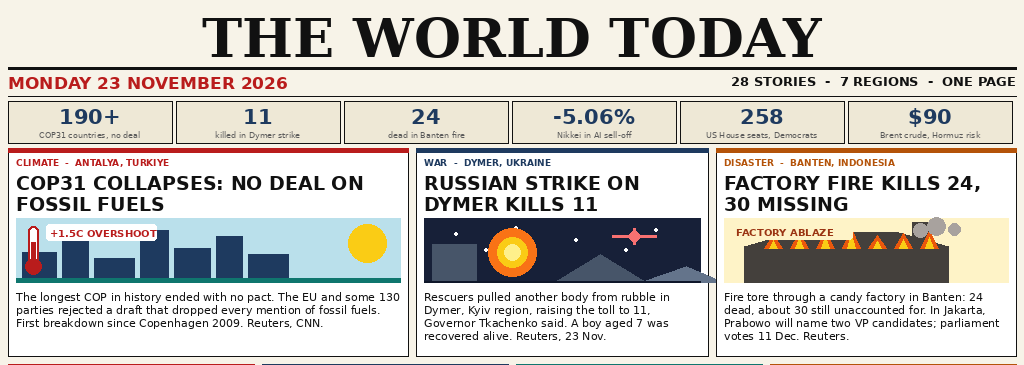 THE WORLD TODAY
MONDAY 23 NOVEMBER 2026
28 STORIES - 7 REGIONS - ONE PAGE
190+
COP31 countries, no deal
11
killed in Dymer strike
24
dead in Banten fire
-5.06%
Nikkei in AI sell-off
258
US House seats, Democrats
$90
Brent crude, Hormuz risk
CLIMATE - ANTALYA, TURKIYE
COP31 COLLAPSES: NO DEAL ON
FOSSIL FUELS
+1.5C OVERSHOOT
The longest COP in history ended with no pact. The EU and some 130
parties rejected a draft that dropped every mention of fossil fuels.
First breakdown since Copenhagen 2009. Reuters, CNN.
WAR - DYMER, UKRAINE
RUSSIAN STRIKE ON
DYMER KILLS 11
Rescuers pulled another body from rubble in
Dymer, Kyiv region, raising the toll to 11,
Governor Tkachenko said. A boy aged 7 was
recovered alive. Reuters, 23 Nov.
DISASTER - BANTEN, INDONESIA
FACTORY FIRE KILLS 24,
30 MISSING
FACTORY ABLAZE
Fire tore through a candy factory in Banten: 24
dead, about 30 still unaccounted for. In Jakarta,
Prabowo will name two VP candidates; parliament
votes 11 Dec. Reuters.